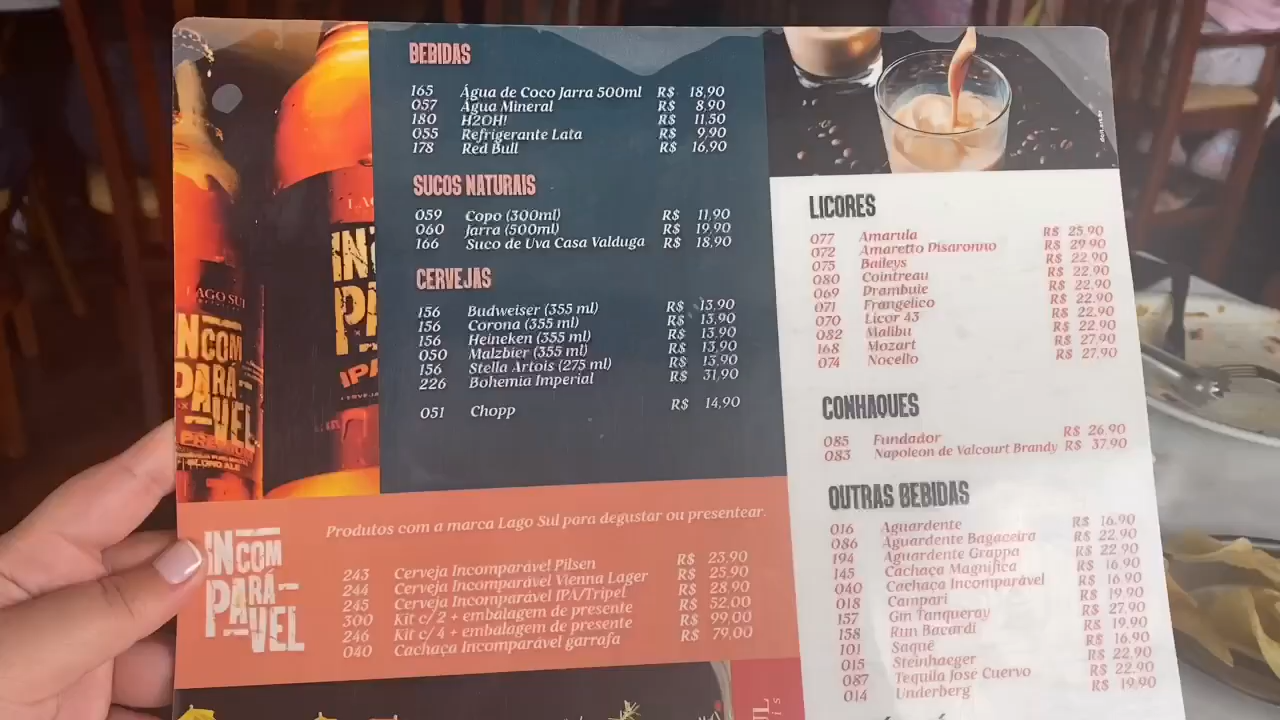 BEBIDAS
165 Água de Coco Jarra 500ml R$ 18,90
057 Água Mineral R$ 8,90
180 H2OH! R$ 11,50
055 Refrigerante Lata R$ 9,90
178 Red Bull R$ 16,90
SUCOS NATURAIS
059 Copo (300ml) R$ 11,90
060 Jarra (500ml) R$ 19,90
166 Suco de Uva Casa Valduga R$ 18,90
CERVEJAS
156 Budweiser (355 ml) R$ 13,90
156 Corona (355 ml) R$ 13,90
156 Heineken (355 ml) R$ 13,90
050 Malzbier (355 ml) R$ 13,90
156 Stella Artois (275 ml) R$ 13,90
226 Bohemia Imperial R$ 31,90
051 Chopp R$ 14,90
LAGO SUL
INCOM
PARÁ-
PAVEL
PREMIUM
BLOND ALE
IN
PA
IPA
INCOM
PARÁ-
VEL
Produtos com a marca Lago Sul para degustar ou presentear.
243 Cerveja Incomparável Pilsen R$ 23,90
244 Cerveja Incomparável Vienna Lager R$ 25,90
245 Cerveja Incomparável IPA/Tripel R$ 28,90
300 Kit c/ 2 + embalagem de presente R$ 52,00
246 Kit c/ 4 + embalagem de presente R$ 99,00
040 Cachaça Incomparável garrafa R$ 79,00
LICORES
077 Amarula R$ 25,90
072 Amaretto Disaronno R$ 29,90
075 Baileys R$ 22,90
080 Cointreau R$ 22,90
069 Drambuie R$ 22,90
071 Frangelico R$ 22,90
070 Licor 43 R$ 22,90
082 Malibu R$ 22,90
168 Mozart R$ 27,90
074 Nocello R$ 27,90
CONHAQUES
085 Fundador R$ 26,90
083 Napoleon de Valcourt Brandy R$ 37,90
OUTRAS BEBIDAS
016 Aguardente R$ 16,90
086 Aguardente Bagaceira R$ 22,90
194 Aguardente Grappa R$ 22,90
145 Cachaça Magnífica R$ 16,90
040 Cachaça Incomparável R$ 16,90
018 Campari R$ 19,90
157 Gin Tanqueray R$ 27,90
158 Run Bacardi R$ 19,90
101 Saquê R$ 16,90
015 Steinhaeger R$ 22,90
087 Tequila José Cuervo R$ 22,90
014 Underberg R$ 19,90